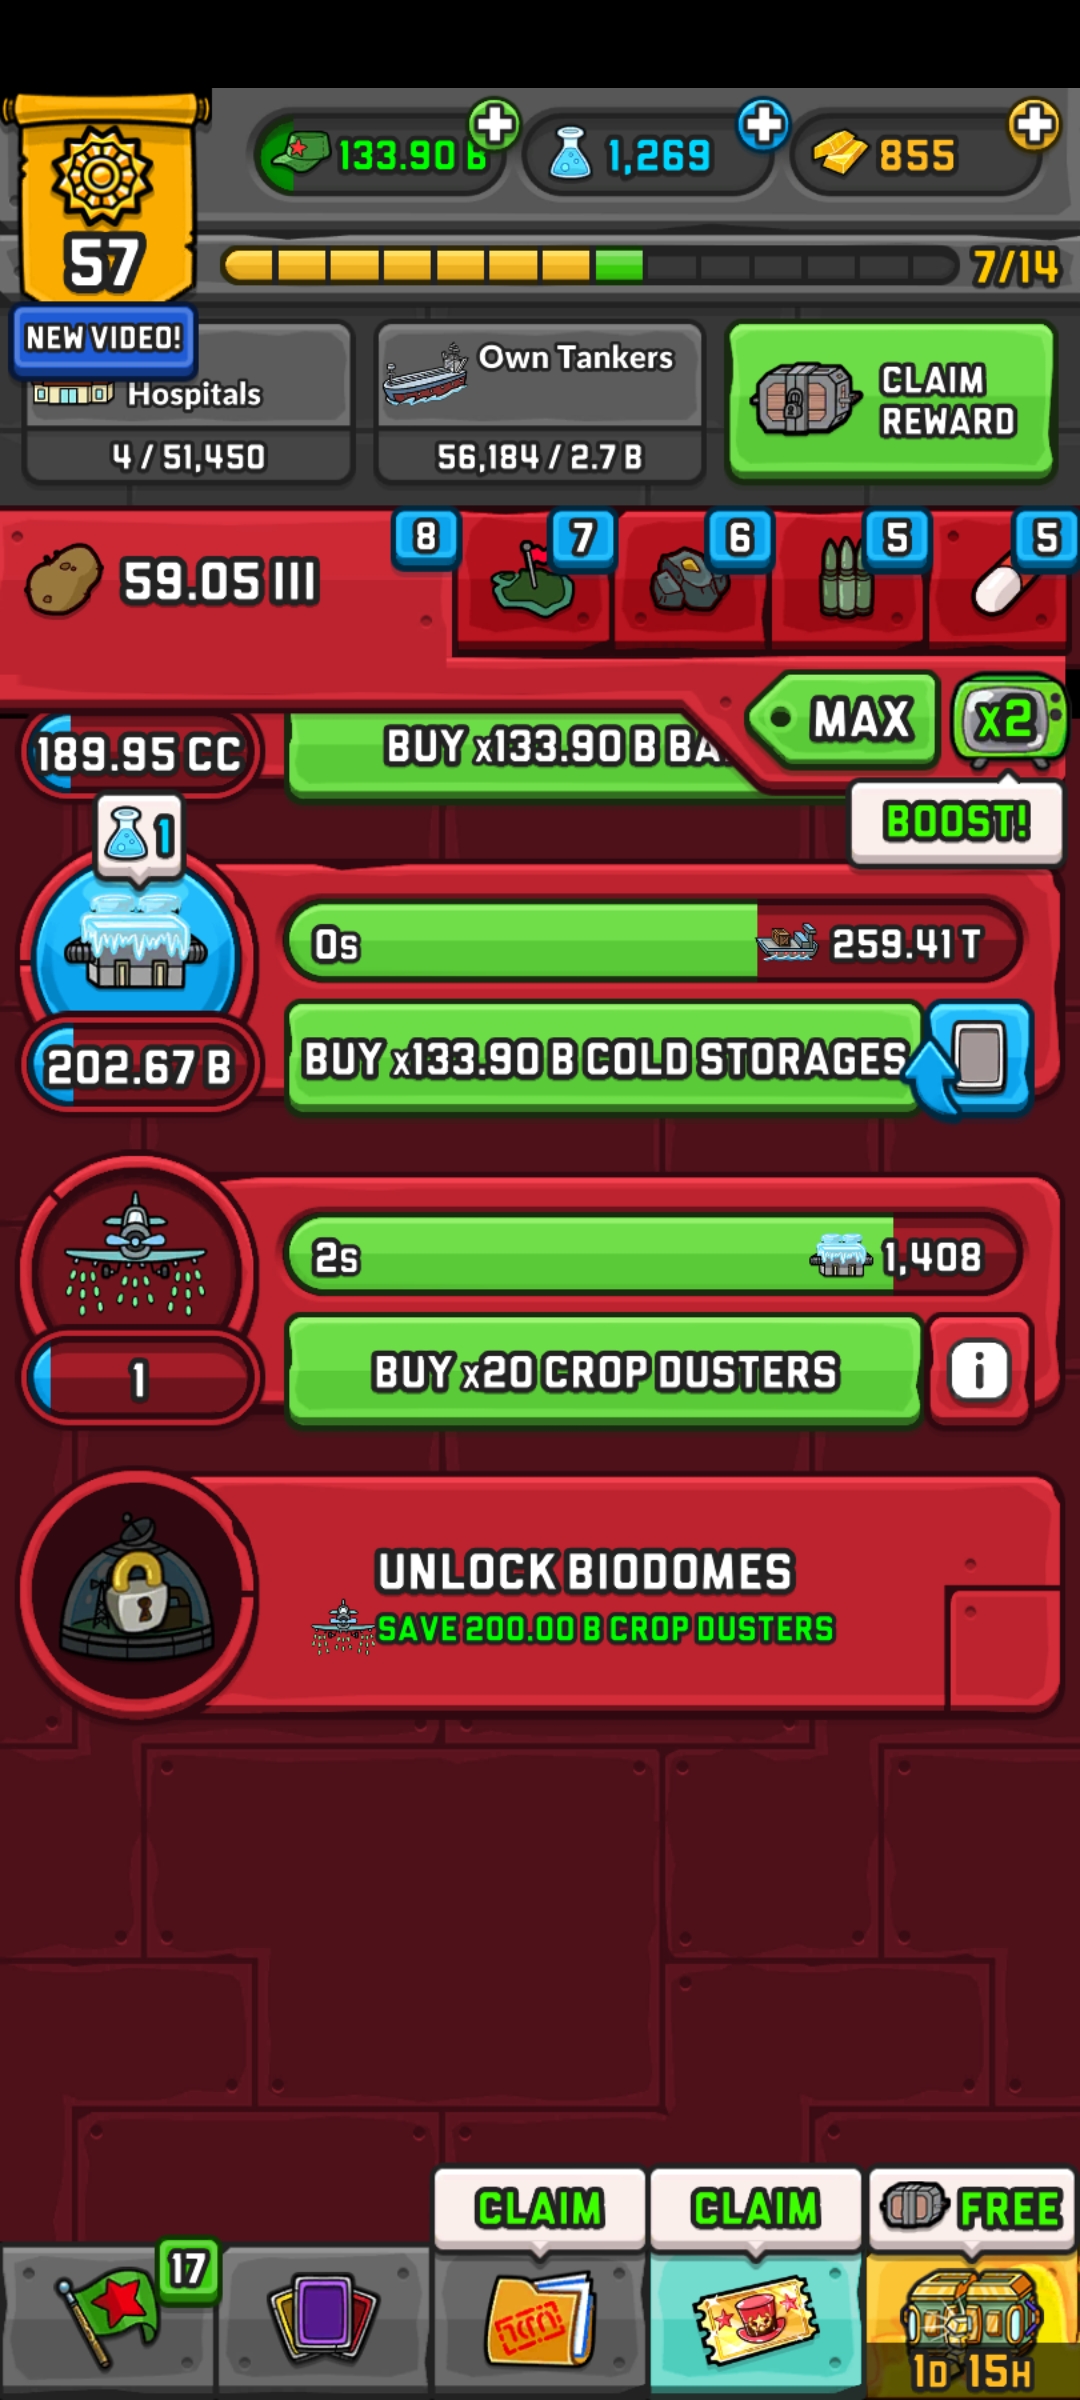 133.90 B
1,269
855
57
7/14
NEW VIDEO!
Hospitals
4 / 51,450
Own Tankers
56,184 / 2.7 B
CLAIM
REWARD
59.05 III
8
7
6
5
5
MAX
x2
BOOST!
189.95 CC
BUY x133.90 B BA
1
0s
259.41 T
202.67 B
BUY x133.90 B COLD STORAGES
2s
1,408
1
BUY x20 CROP DUSTERS
i
UNLOCK BIODOMES
SAVE 200.00 B CROP DUSTERS
CLAIM
CLAIM
FREE
17
1D 15H